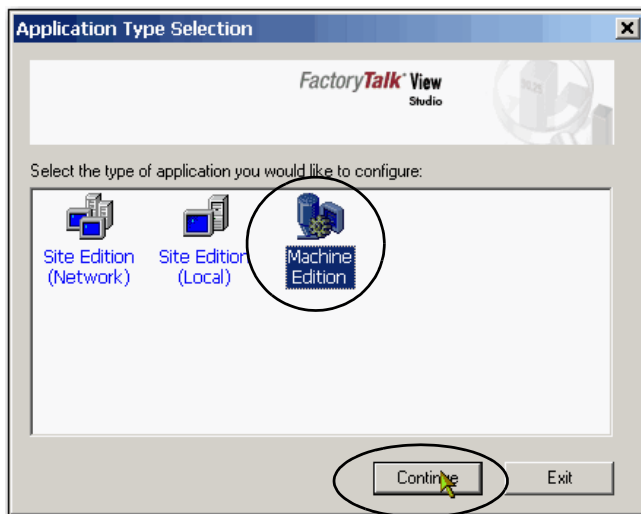 Application Type Selection
FactoryTalk View
Studio
Select the type of application you would like to configure:
Site Edition
(Network)
Site Edition
(Local)
Machine
Edition
Continue
Exit